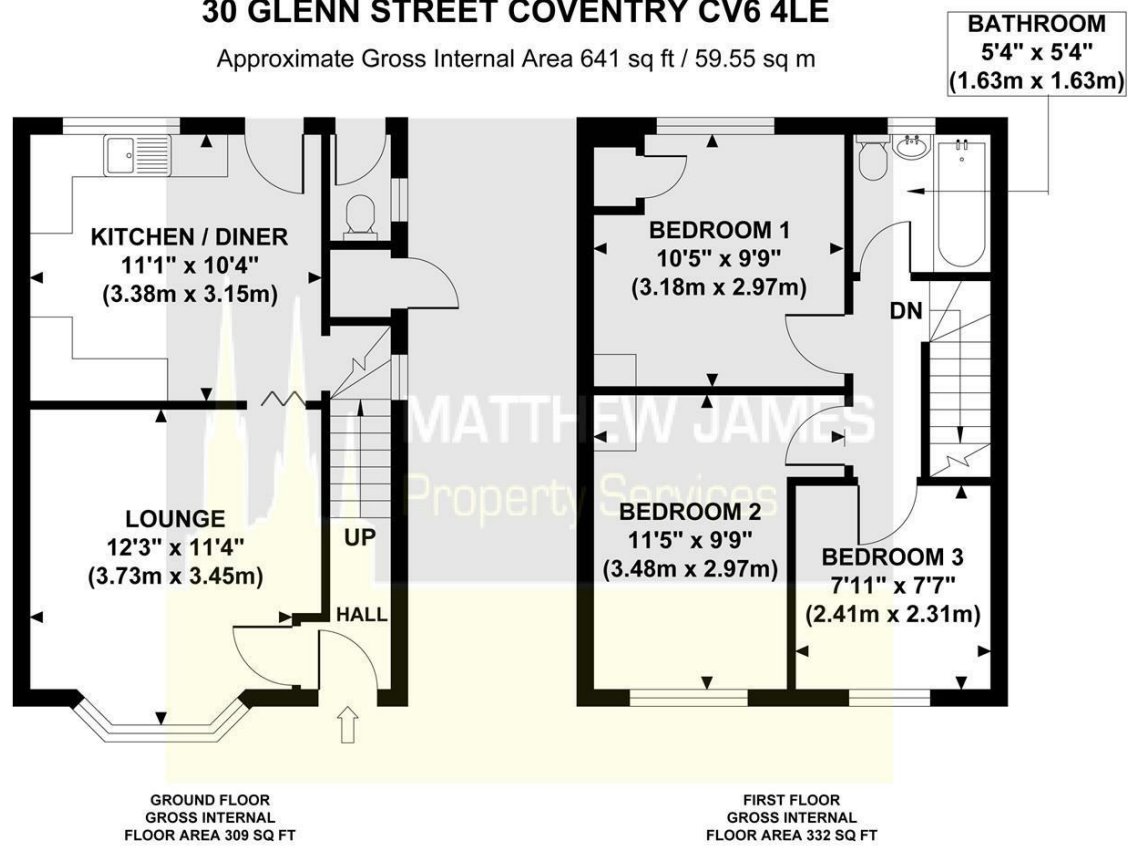 30 GLENN STREET COVENTRY CV6 4LE
Approximate Gross Internal Area 641 sq ft / 59.55 sq m
BATHROOM
5'4" x 5'4"
(1.63m x 1.63m)
KITCHEN / DINER
11'1" x 10'4"
(3.38m x 3.15m)
BEDROOM 1
10'5" x 9'9"
(3.18m x 2.97m)
DN
MATTHEW JAMES
Property Services
LOUNGE
12'3" x 11'4"
(3.73m x 3.45m)
UP
HALL
BEDROOM 2
11'5" x 9'9"
(3.48m x 2.97m)
BEDROOM 3
7'11" x 7'7"
(2.41m x 2.31m)
GROUND FLOOR
GROSS INTERNAL
FLOOR AREA 309 SQ FT
FIRST FLOOR
GROSS INTERNAL
FLOOR AREA 332 SQ FT